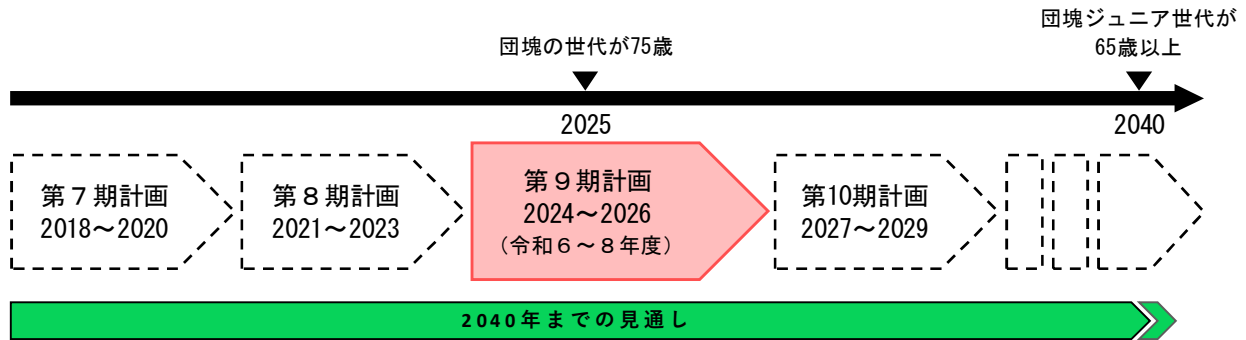 団塊の世代が75歳
団塊ジュニア世代が
65歳以上
2025
2040
第７期計画
2018～2020
第８期計画
2021～2023
第９期計画
2024～2026
（令和６～８年度）
第10期計画
2027～2029
2040年までの見通し